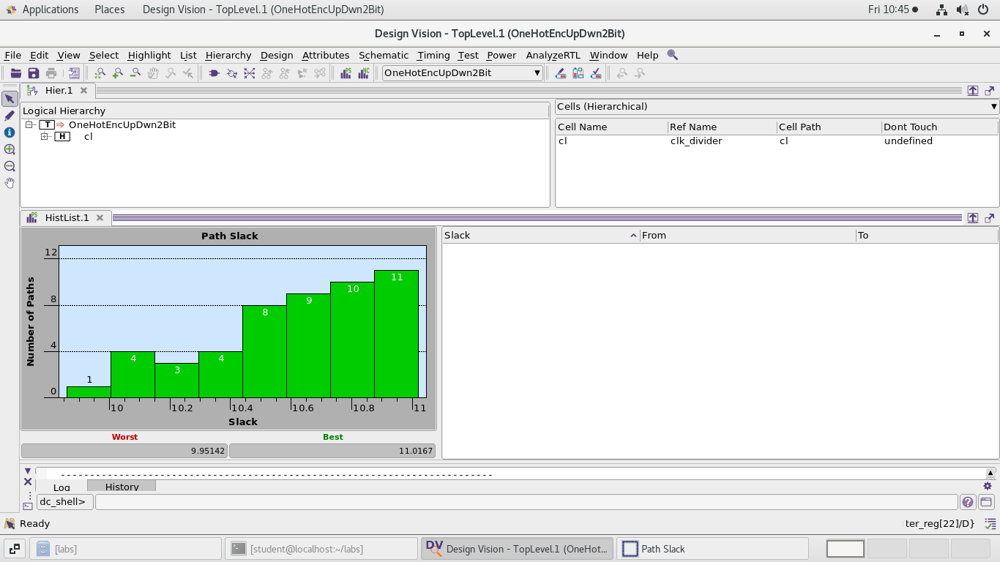 Applications Places Design Vision - TopLevel.1 (OneHotEncUpDwn2Bit) Fri 10:45
Design Vision - TopLevel.1 (OneHotEncUpDwn2Bit)
File Edit View Select Highlight List Hierarchy Design Attributes Schematic Timing Test Power AnalyzeRTL Window Help
OneHotEncUpDwn2Bit
Hier.1
Logical Hierarchy
T OneHotEncUpDwn2Bit
H cl
Cells (Hierarchical)
Cell Name Ref Name Cell Path Dont Touch
cl clk_divider cl undefined
HistList.1
Path Slack
Number of Paths
12
8
4
0
1 4 3 4 8 9 10 11
10 10.2 10.4 10.6 10.8 11
Slack
Worst Best
9.95142 11.0167
Slack From To
--------------------------------------------------------------------------
Log History
dc_shell>
Ready ter_reg[22]/D}
[labs] [student@localhost:~/labs] DV Design Vision - TopLevel.1 (OneHot... Path Slack